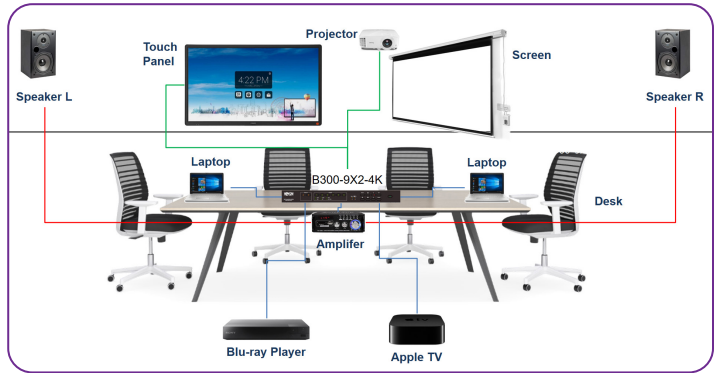 Projector
Touch
Panel
Screen
4:22 PM
Speaker L
Speaker R
Laptop
Laptop
B300-9X2-4K
Desk
Amplifer
Blu-ray Player
Apple TV